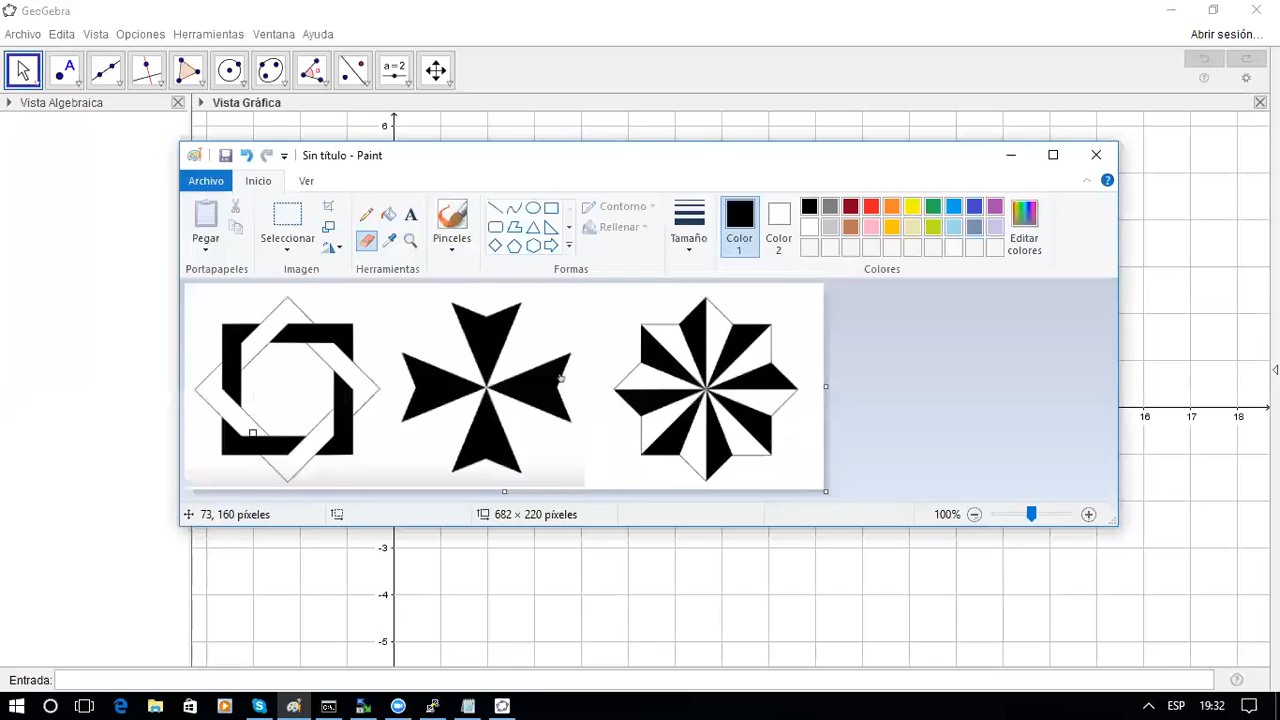 GeoGebra
Archivo Edita Vista Opciones Herramientas Ventana Ayuda
Abrir sesión...
A
α
a=2
Vista Algebraica
Vista Gráfica
6
Sin título - Paint
Archivo Inicio Ver
Contorno
Rellenar
A
Pegar
Seleccionar
Pinceles
Tamaño
Color 1
Color 2
Editar colores
Portapapeles Imagen Herramientas Formas Colores
16 17 18
73, 160 píxeles
682 × 220 píxeles
100%
-3
-4
-5
Entrada:
ESP 19:32